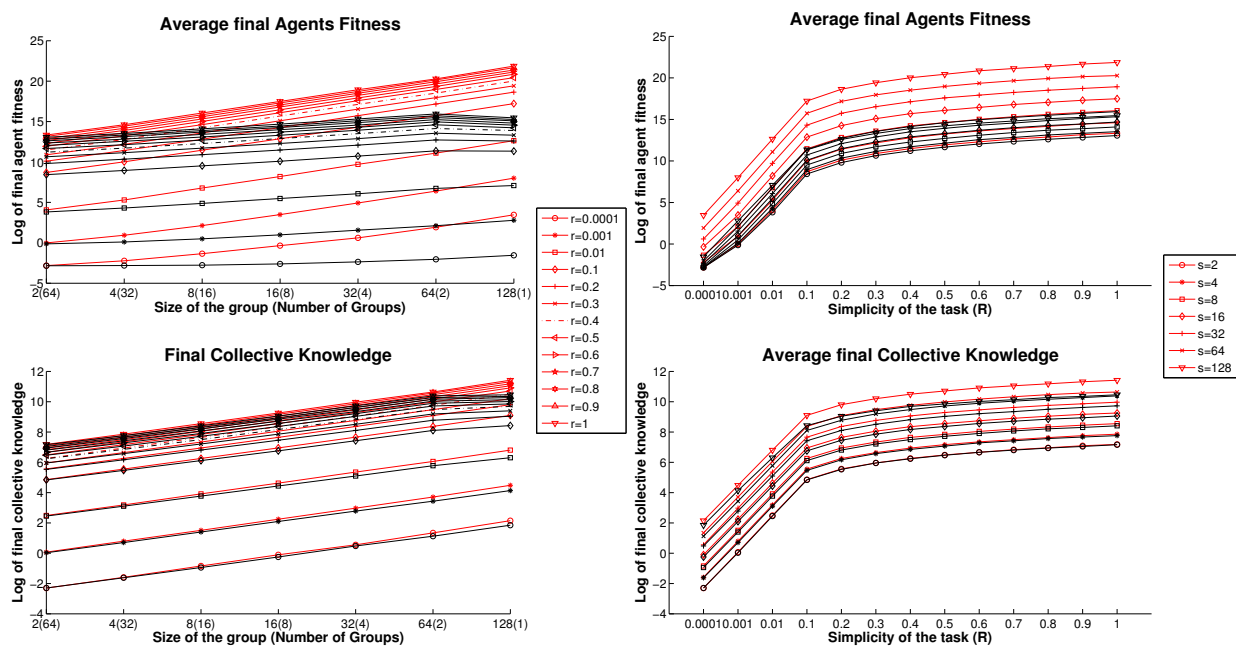 Average final Agents Fitness
25
20
15
10
5
0
−5
Log of final agent fitness
2(64) 4(32) 8(16) 16(8) 32(4) 64(2) 128(1)
Size of the group (Number of Groups)
Final Collective Knowledge
12
10
8
6
4
2
0
−2
−4
Log of final collective knowledge
2(64) 4(32) 8(16) 16(8) 32(4) 64(2) 128(1)
Size of the group (Number of Groups)
r=0.0001
r=0.001
r=0.01
r=0.1
r=0.2
r=0.3
r=0.4
r=0.5
r=0.6
r=0.7
r=0.8
r=0.9
r=1
Average final Agents Fitness
25
20
15
10
5
0
−5
Log of final agent fitness
0.0001 0.001 0.01 0.1 0.2 0.3 0.4 0.5 0.6 0.7 0.8 0.9 1
Simplicity of the task (R)
Average final Collective Knowledge
12
10
8
6
4
2
0
−2
−4
Log of final collective knowledge
0.0001 0.001 0.01 0.1 0.2 0.3 0.4 0.5 0.6 0.7 0.8 0.9 1
Simplicity of the task (R)
s=2
s=4
s=8
s=16
s=32
s=64
s=128